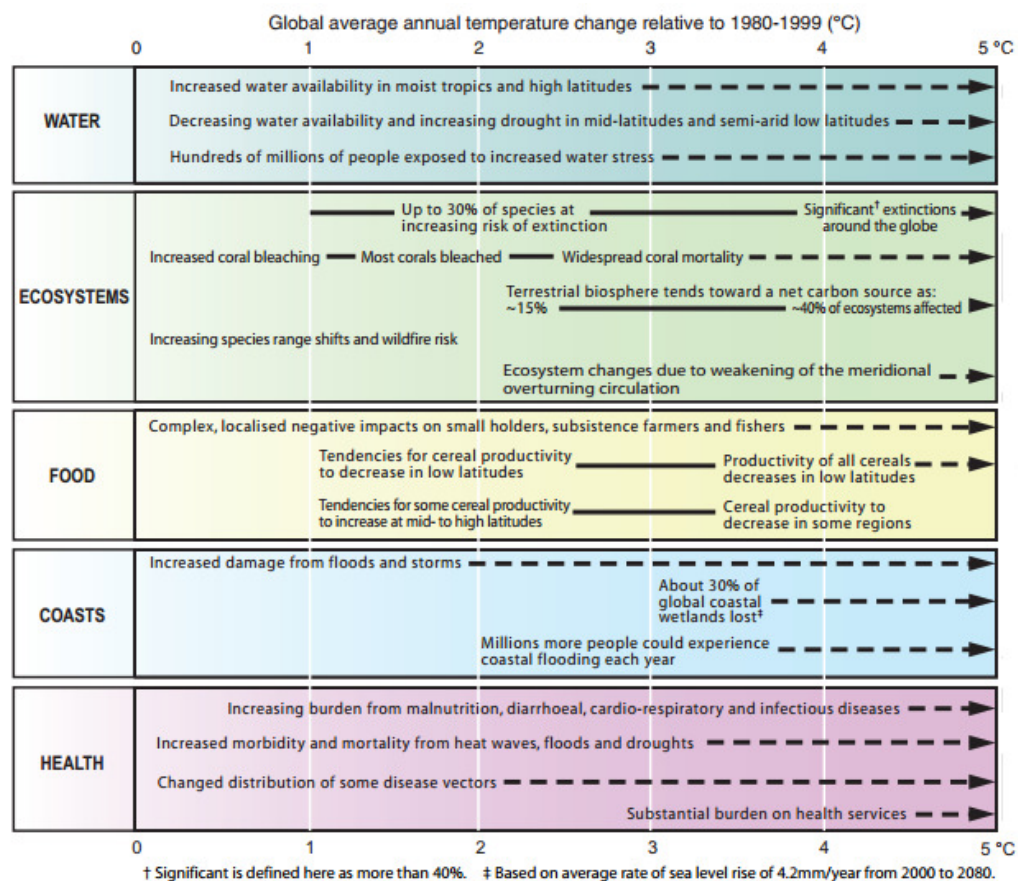 Global average annual temperature change relative to 1980-1999 (°C)
0 1 2 3 4 5 °C
WATER
Increased water availability in moist tropics and high latitudes
Decreasing water availability and increasing drought in mid-latitudes and semi-arid low latitudes
Hundreds of millions of people exposed to increased water stress
ECOSYSTEMS
Up to 30% of species at
increasing risk of extinction
Significant† extinctions
around the globe
Increased coral bleaching Most corals bleached Widespread coral mortality
Terrestrial biosphere tends toward a net carbon source as:
~15% ~40% of ecosystems affected
Increasing species range shifts and wildfire risk
Ecosystem changes due to weakening of the meridional
overturning circulation
FOOD
Complex, localised negative impacts on small holders, subsistence farmers and fishers
Tendencies for cereal productivity
to decrease in low latitudes
Productivity of all cereals
decreases in low latitudes
Tendencies for some cereal productivity
to increase at mid- to high latitudes
Cereal productivity to
decrease in some regions
COASTS
Increased damage from floods and storms
About 30% of
global coastal
wetlands lost‡
Millions more people could experience
coastal flooding each year
HEALTH
Increasing burden from malnutrition, diarrhoeal, cardio-respiratory and infectious diseases
Increased morbidity and mortality from heat waves, floods and droughts
Changed distribution of some disease vectors
Substantial burden on health services
0 1 2 3 4 5 °C
† Significant is defined here as more than 40%. ‡ Based on average rate of sea level rise of 4.2mm/year from 2000 to 2080.